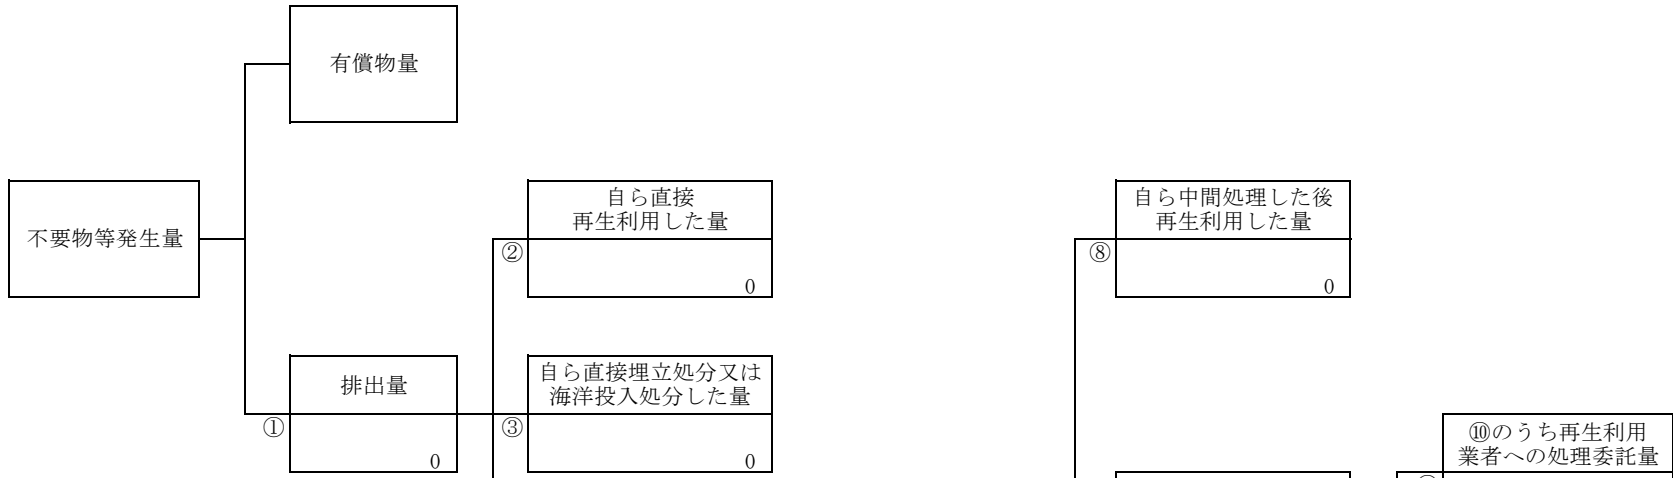 有償物量
不要物等発生量
自ら直接
再生利用した量
②
0
自ら中間処理した後
再生利用した量
⑧
0
排出量
①
0
自ら直接埋立処分又は
海洋投入処分した量
③
0
⑩のうち再生利用
業者への処理委託量